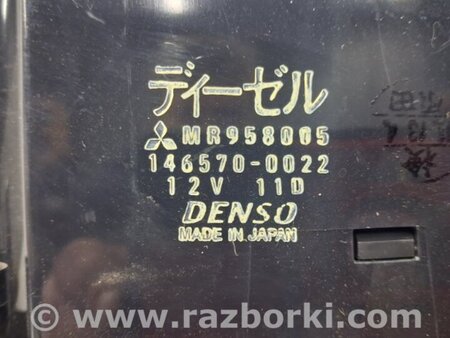 ディーゼル
MR958005
146570-0022
12V 11D
DENSO
MADE IN JAPAN
© www.razborki.com